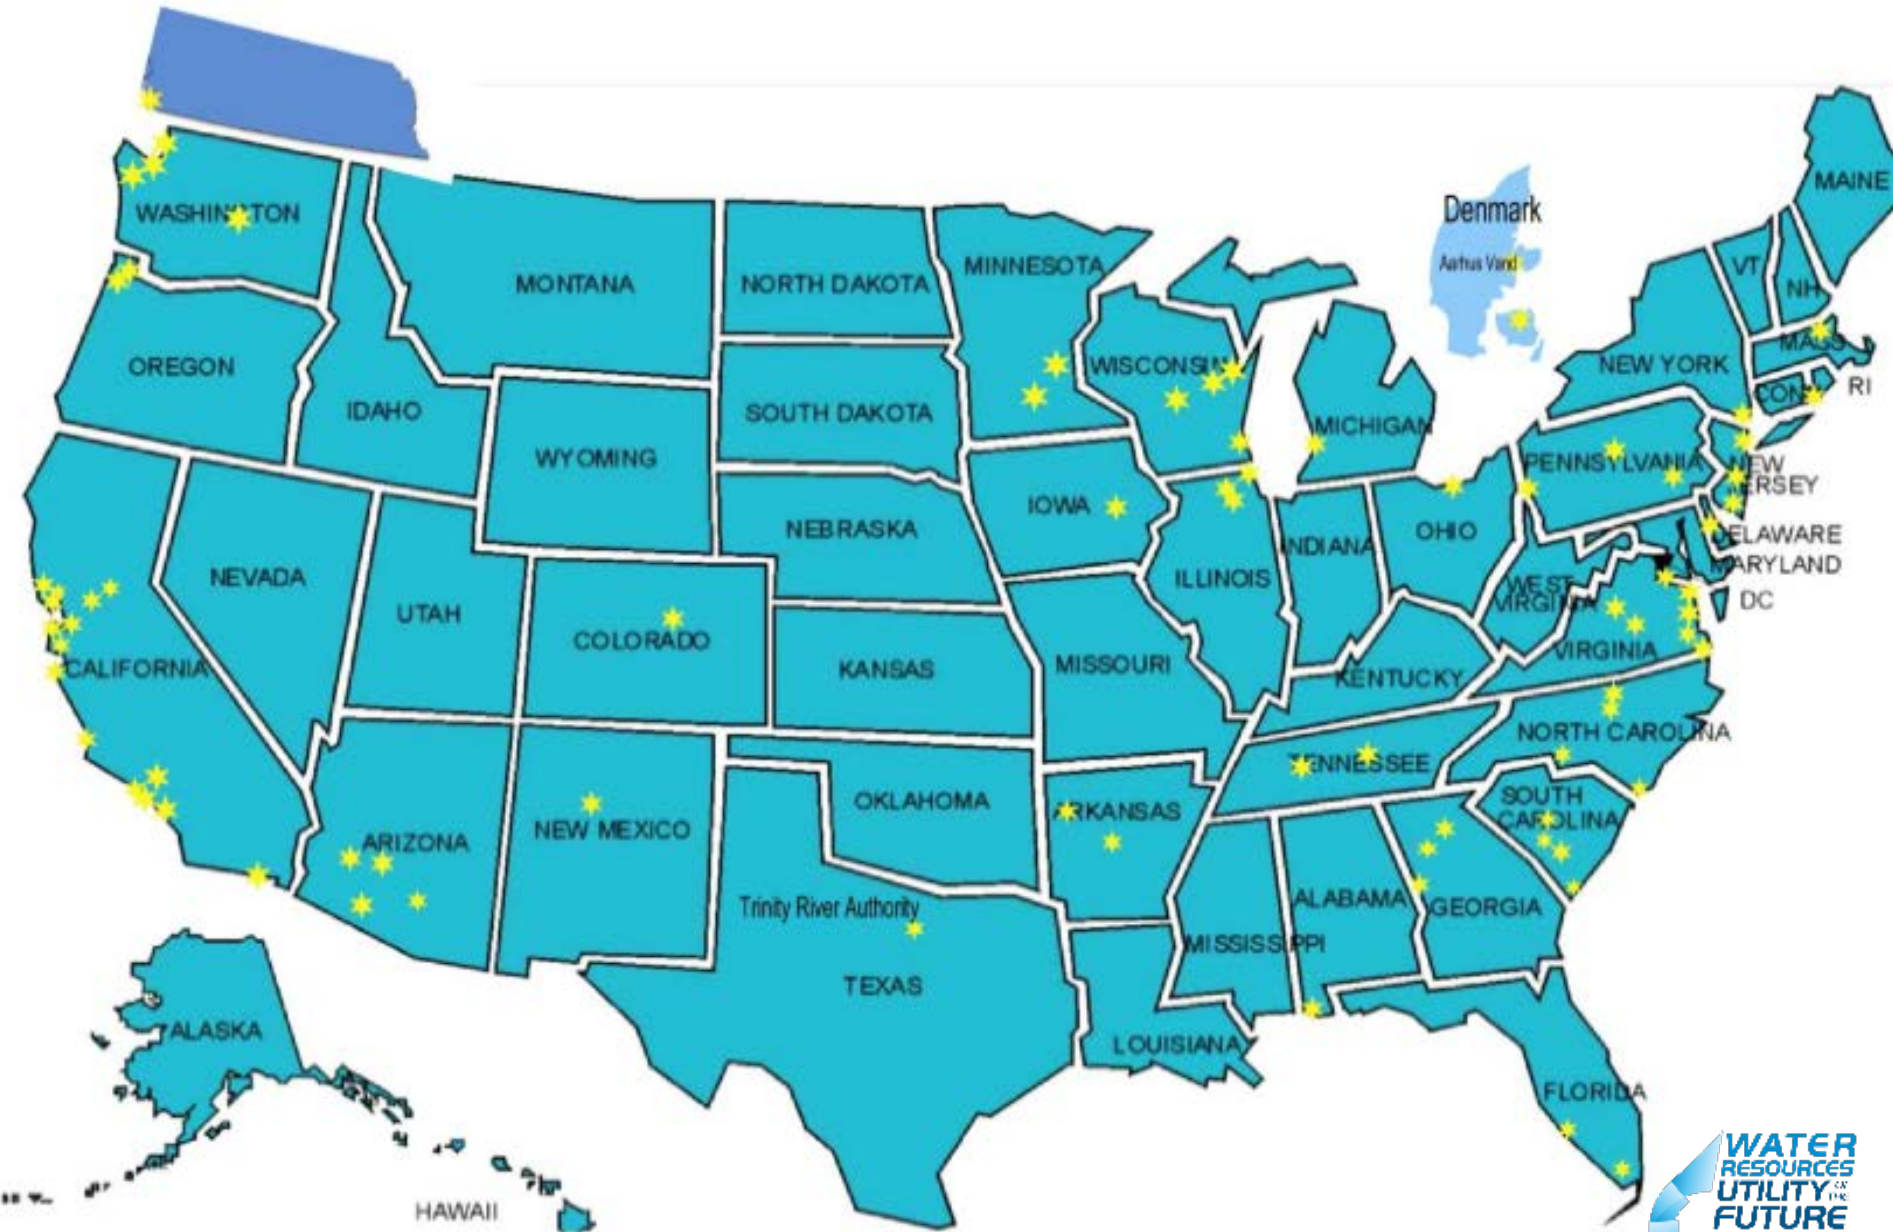 MAINE
WASHINGTON
Denmark
MONTANA
NORTH DAKOTA
MINNESOTA
Aarhus Vand
VT
NH
OREGON
IDAHO
SOUTH DAKOTA
WISCONSIN
MICHIGAN
NEW YORK
MASS
CONN
RI
WYOMING
IOWA
PENNSYLVANIA
NEW
JERSEY
NEBRASKA
NEVADA
UTAH
COLORADO
ILLINOIS
INDIANA
OHIO
WEST
VIRGINIA
DELAWARE
MARYLAND
DC
CALIFORNIA
KANSAS
MISSOURI
KENTUCKY
VIRGINIA
ARIZONA
NEW MEXICO
OKLAHOMA
ARKANSAS
TENNESSEE
NORTH CAROLINA
SOUTH
CAROLINA
Trinity River Authority
TEXAS
MISSISSIPPI
ALABAMA
GEORGIA
ALASKA
LOUISIANA
FLORIDA
HAWAII
WATER
RESOURCES
UTILITY OF THE
FUTURE